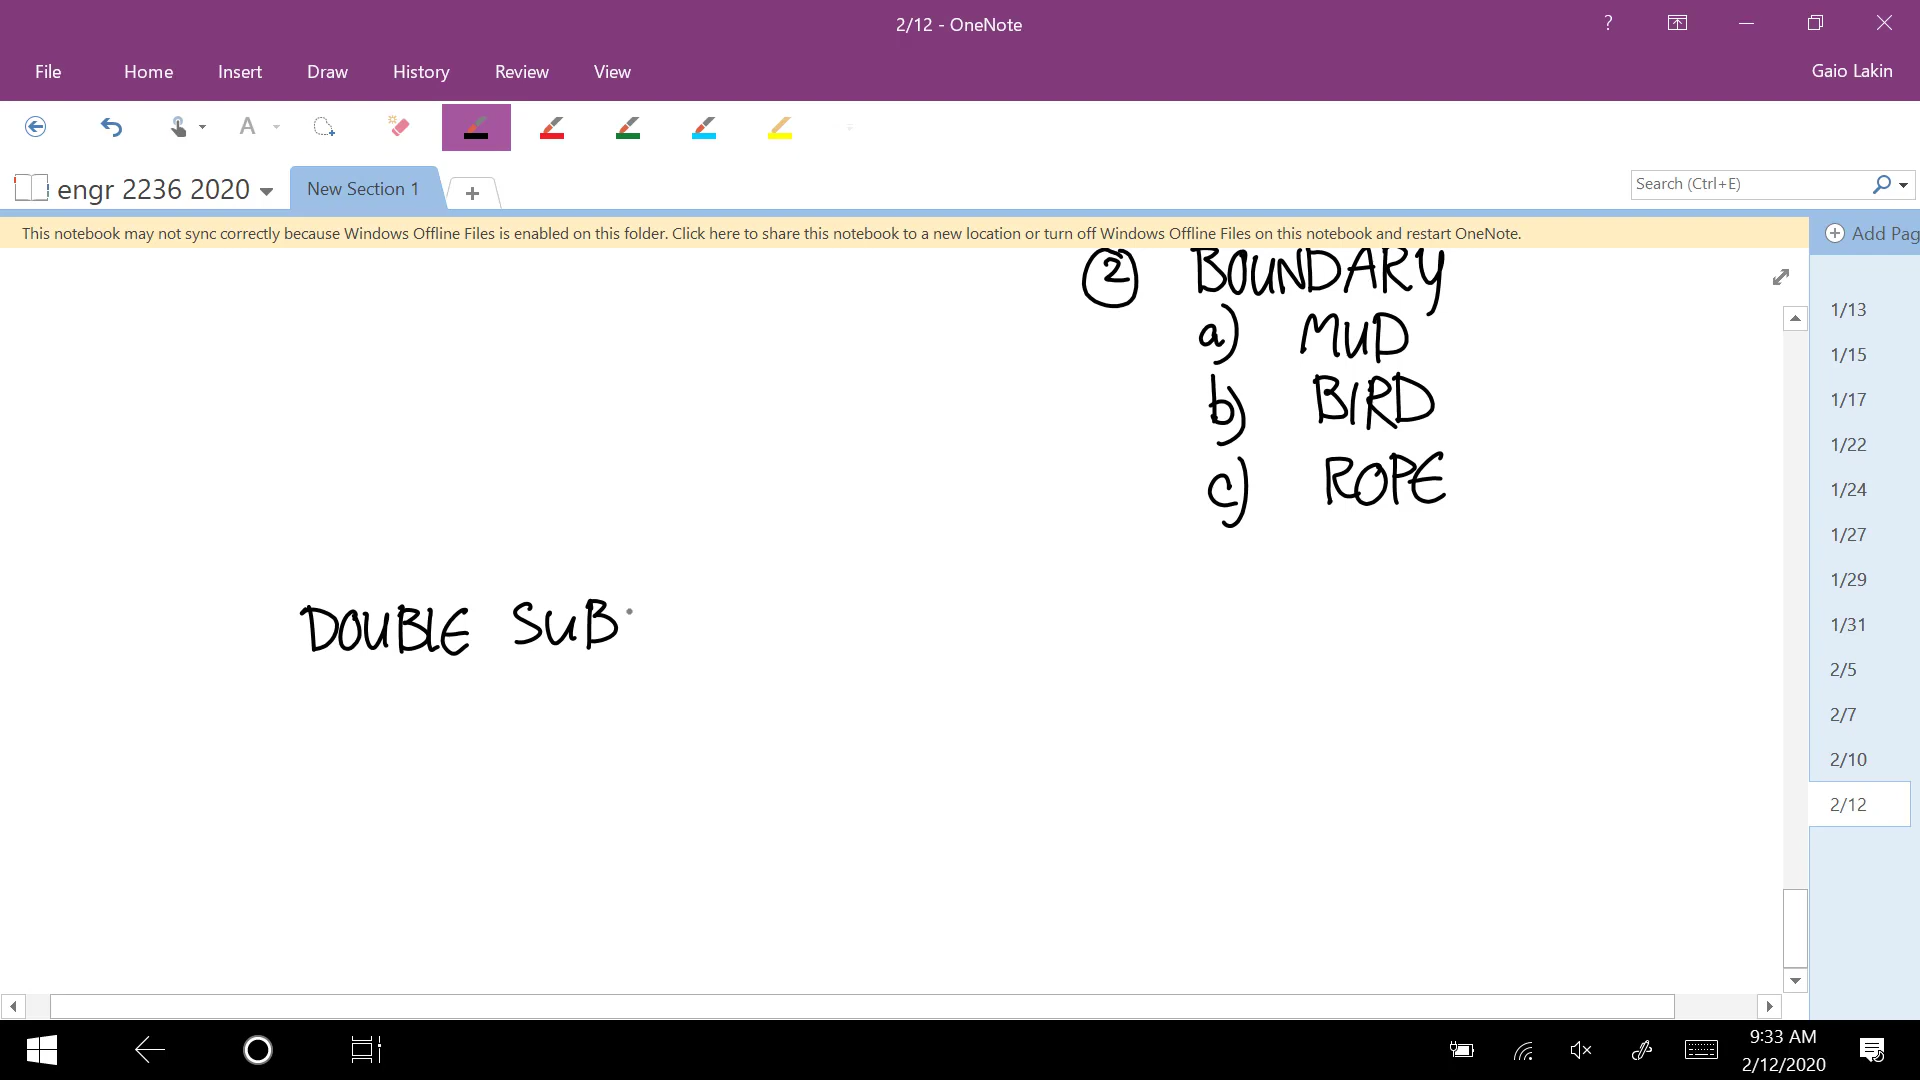 2/12 - OneNote
?
File Home Insert Draw History Review View Gaio Lakin
A
engr 2236 2020 New Section 1 + Search (Ctrl+E)
This notebook may not sync correctly because Windows Offline Files is enabled on this folder. Click here to share this notebook to a new location or turn off Windows Offline Files on this notebook and restart OneNote.
Add Pag
2 BOUNDARY
a) MUD
b) BIRD
c) ROPE
DOUBLE SUB
1/13
1/15
1/17
1/22
1/24
1/27
1/29
1/31
2/5
2/7
2/10
2/12
9:33 AM
2/12/2020